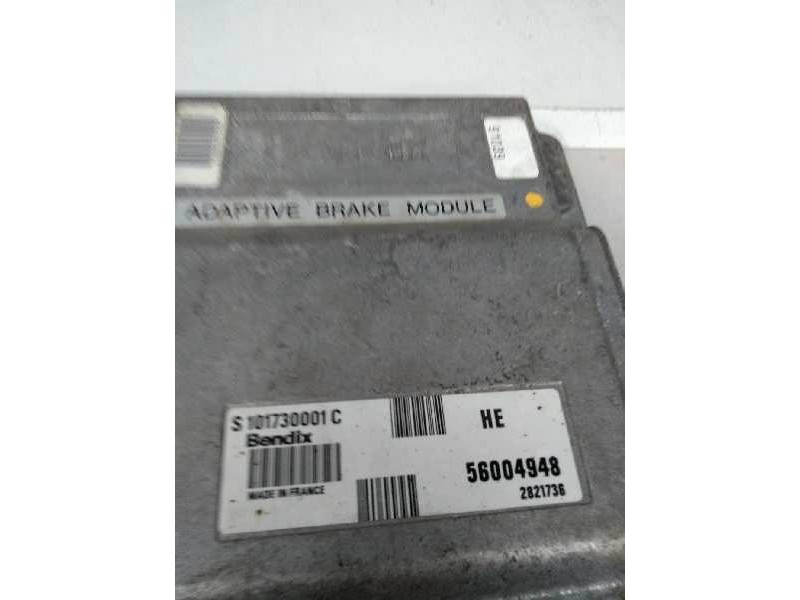 ADAPTIVE BRAKE MODULE
S 101730001 C
HE
Bendix
56004948
MADE IN FRANCE
2821736